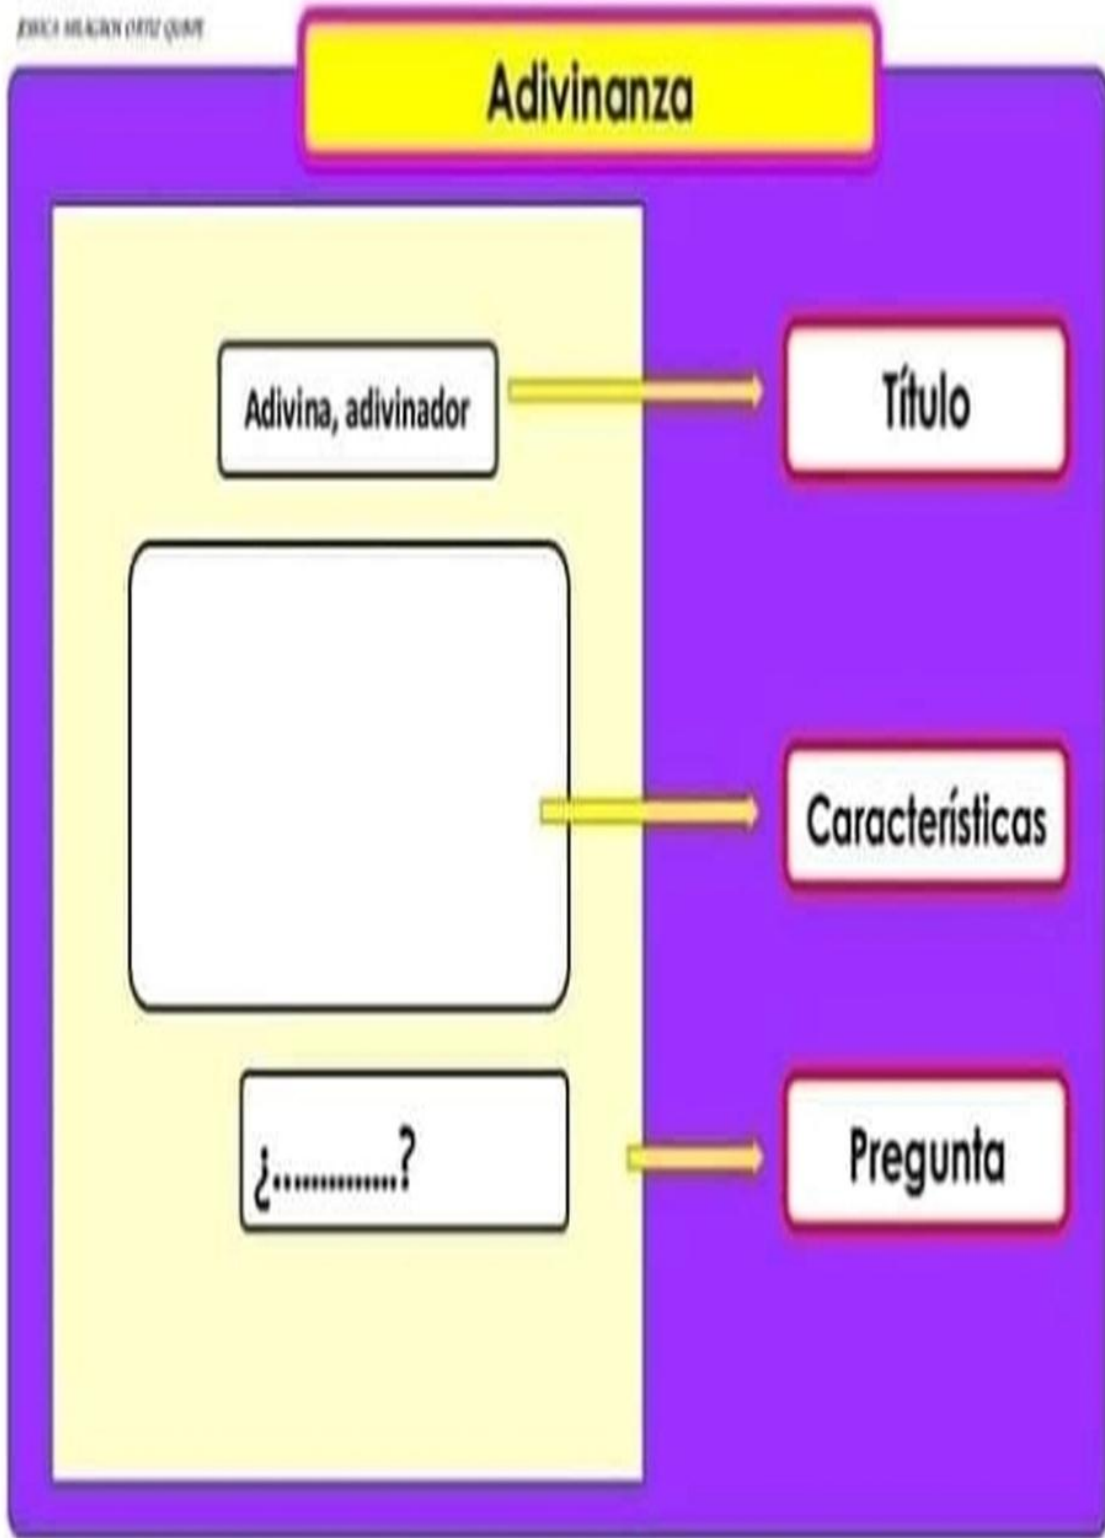 Adivinanza
Adivina, adivinador
Título
Características
¿..............?
Pregunta